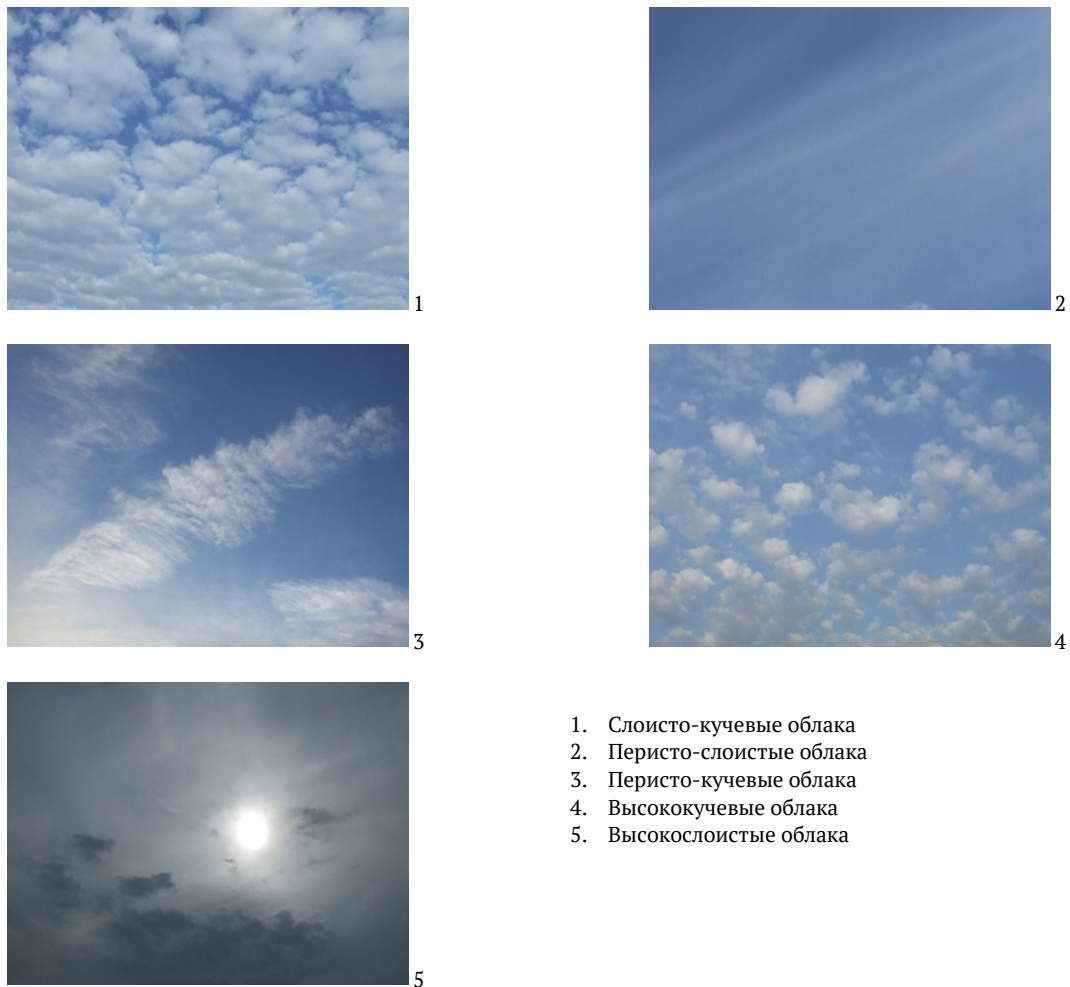 1
2
3
4
1. Слоисто-кучевые облака
2. Перисто-слоистые облака
3. Перисто-кучевые облака
4. Высококучевые облака
5. Высокослоистые облака
5